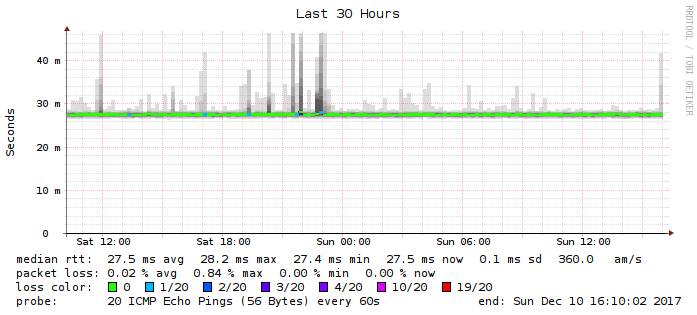 Last 30 Hours
RRDTOOL / TOBI OETIKER
Seconds
40 m
30 m
20 m
10 m
0
Sat 12:00 Sat 18:00 Sun 00:00 Sun 06:00 Sun 12:00
median rtt: 27.5 ms avg 28.2 ms max 27.4 ms min 27.5 ms now 0.1 ms sd 360.0 am/s
packet loss: 0.02 % avg 0.84 % max 0.00 % min 0.00 % now
loss color: 0 1/20 2/20 3/20 4/20 10/20 19/20
probe: 20 ICMP Echo Pings (56 Bytes) every 60s end: Sun Dec 10 16:10:02 2017